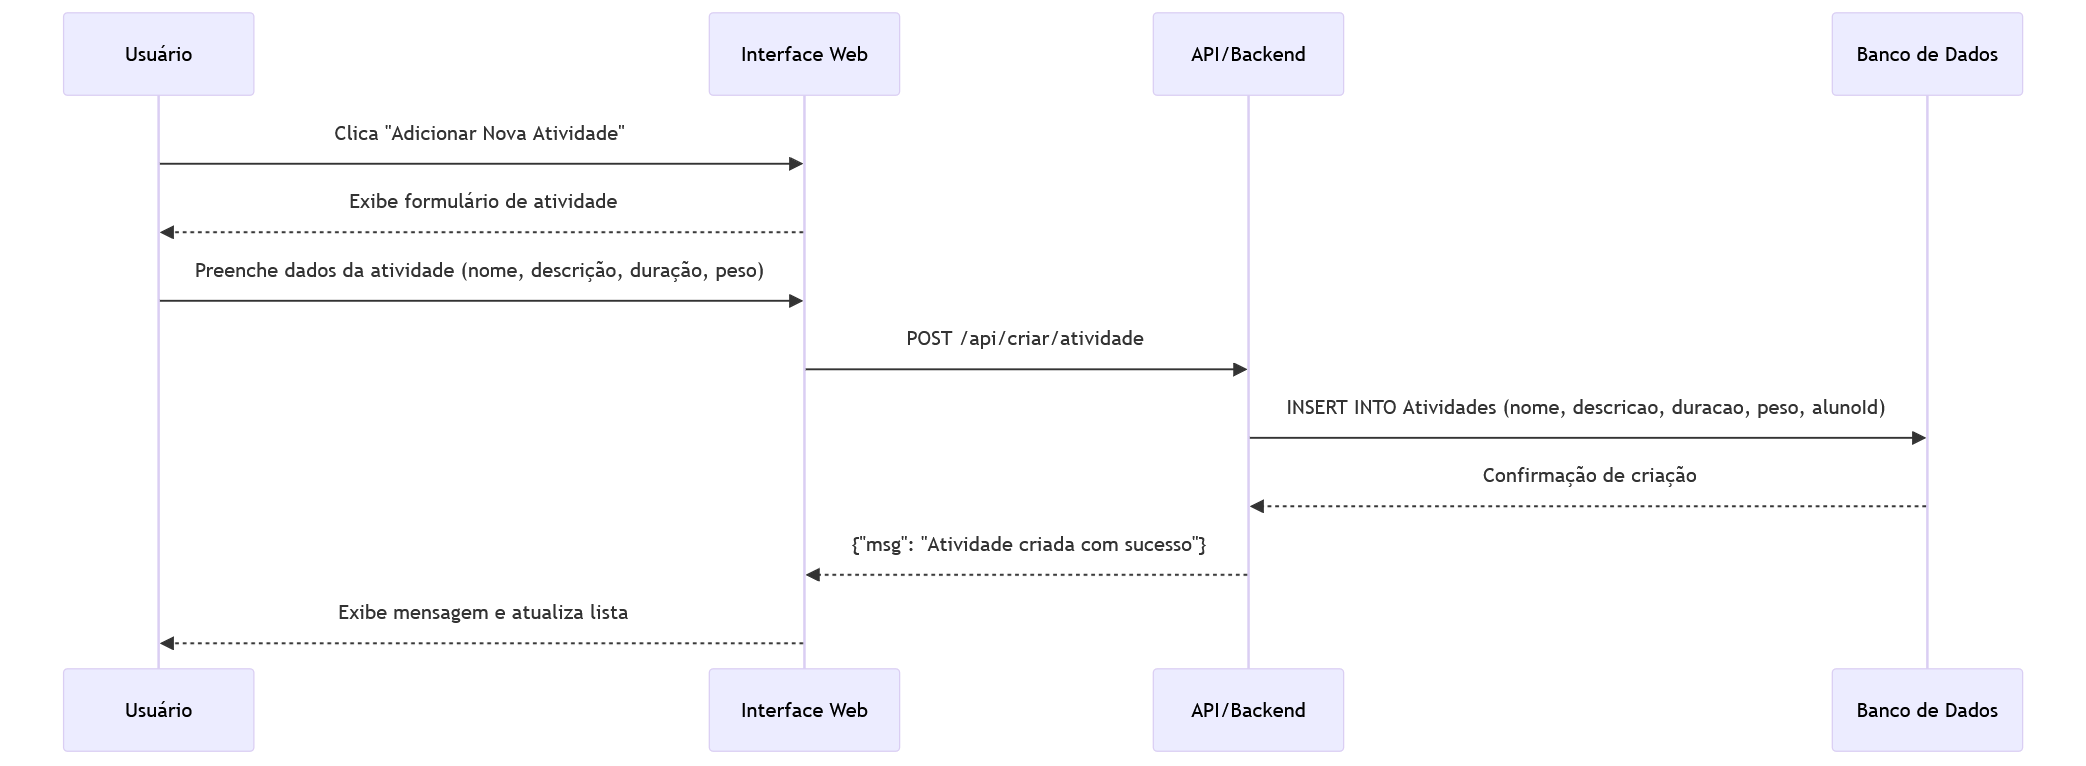 Usuário
Interface Web
API/Backend
Banco de Dados
Clica "Adicionar Nova Atividade"
Exibe formulário de atividade
Preenche dados da atividade (nome, descrição, duração, peso)
POST /api/criar/atividade
INSERT INTO Atividades (nome, descricao, duracao, peso, alunoId)
Confirmação de criação
{"msg": "Atividade criada com sucesso"}
Exibe mensagem e atualiza lista
Usuário
Interface Web
API/Backend
Banco de Dados